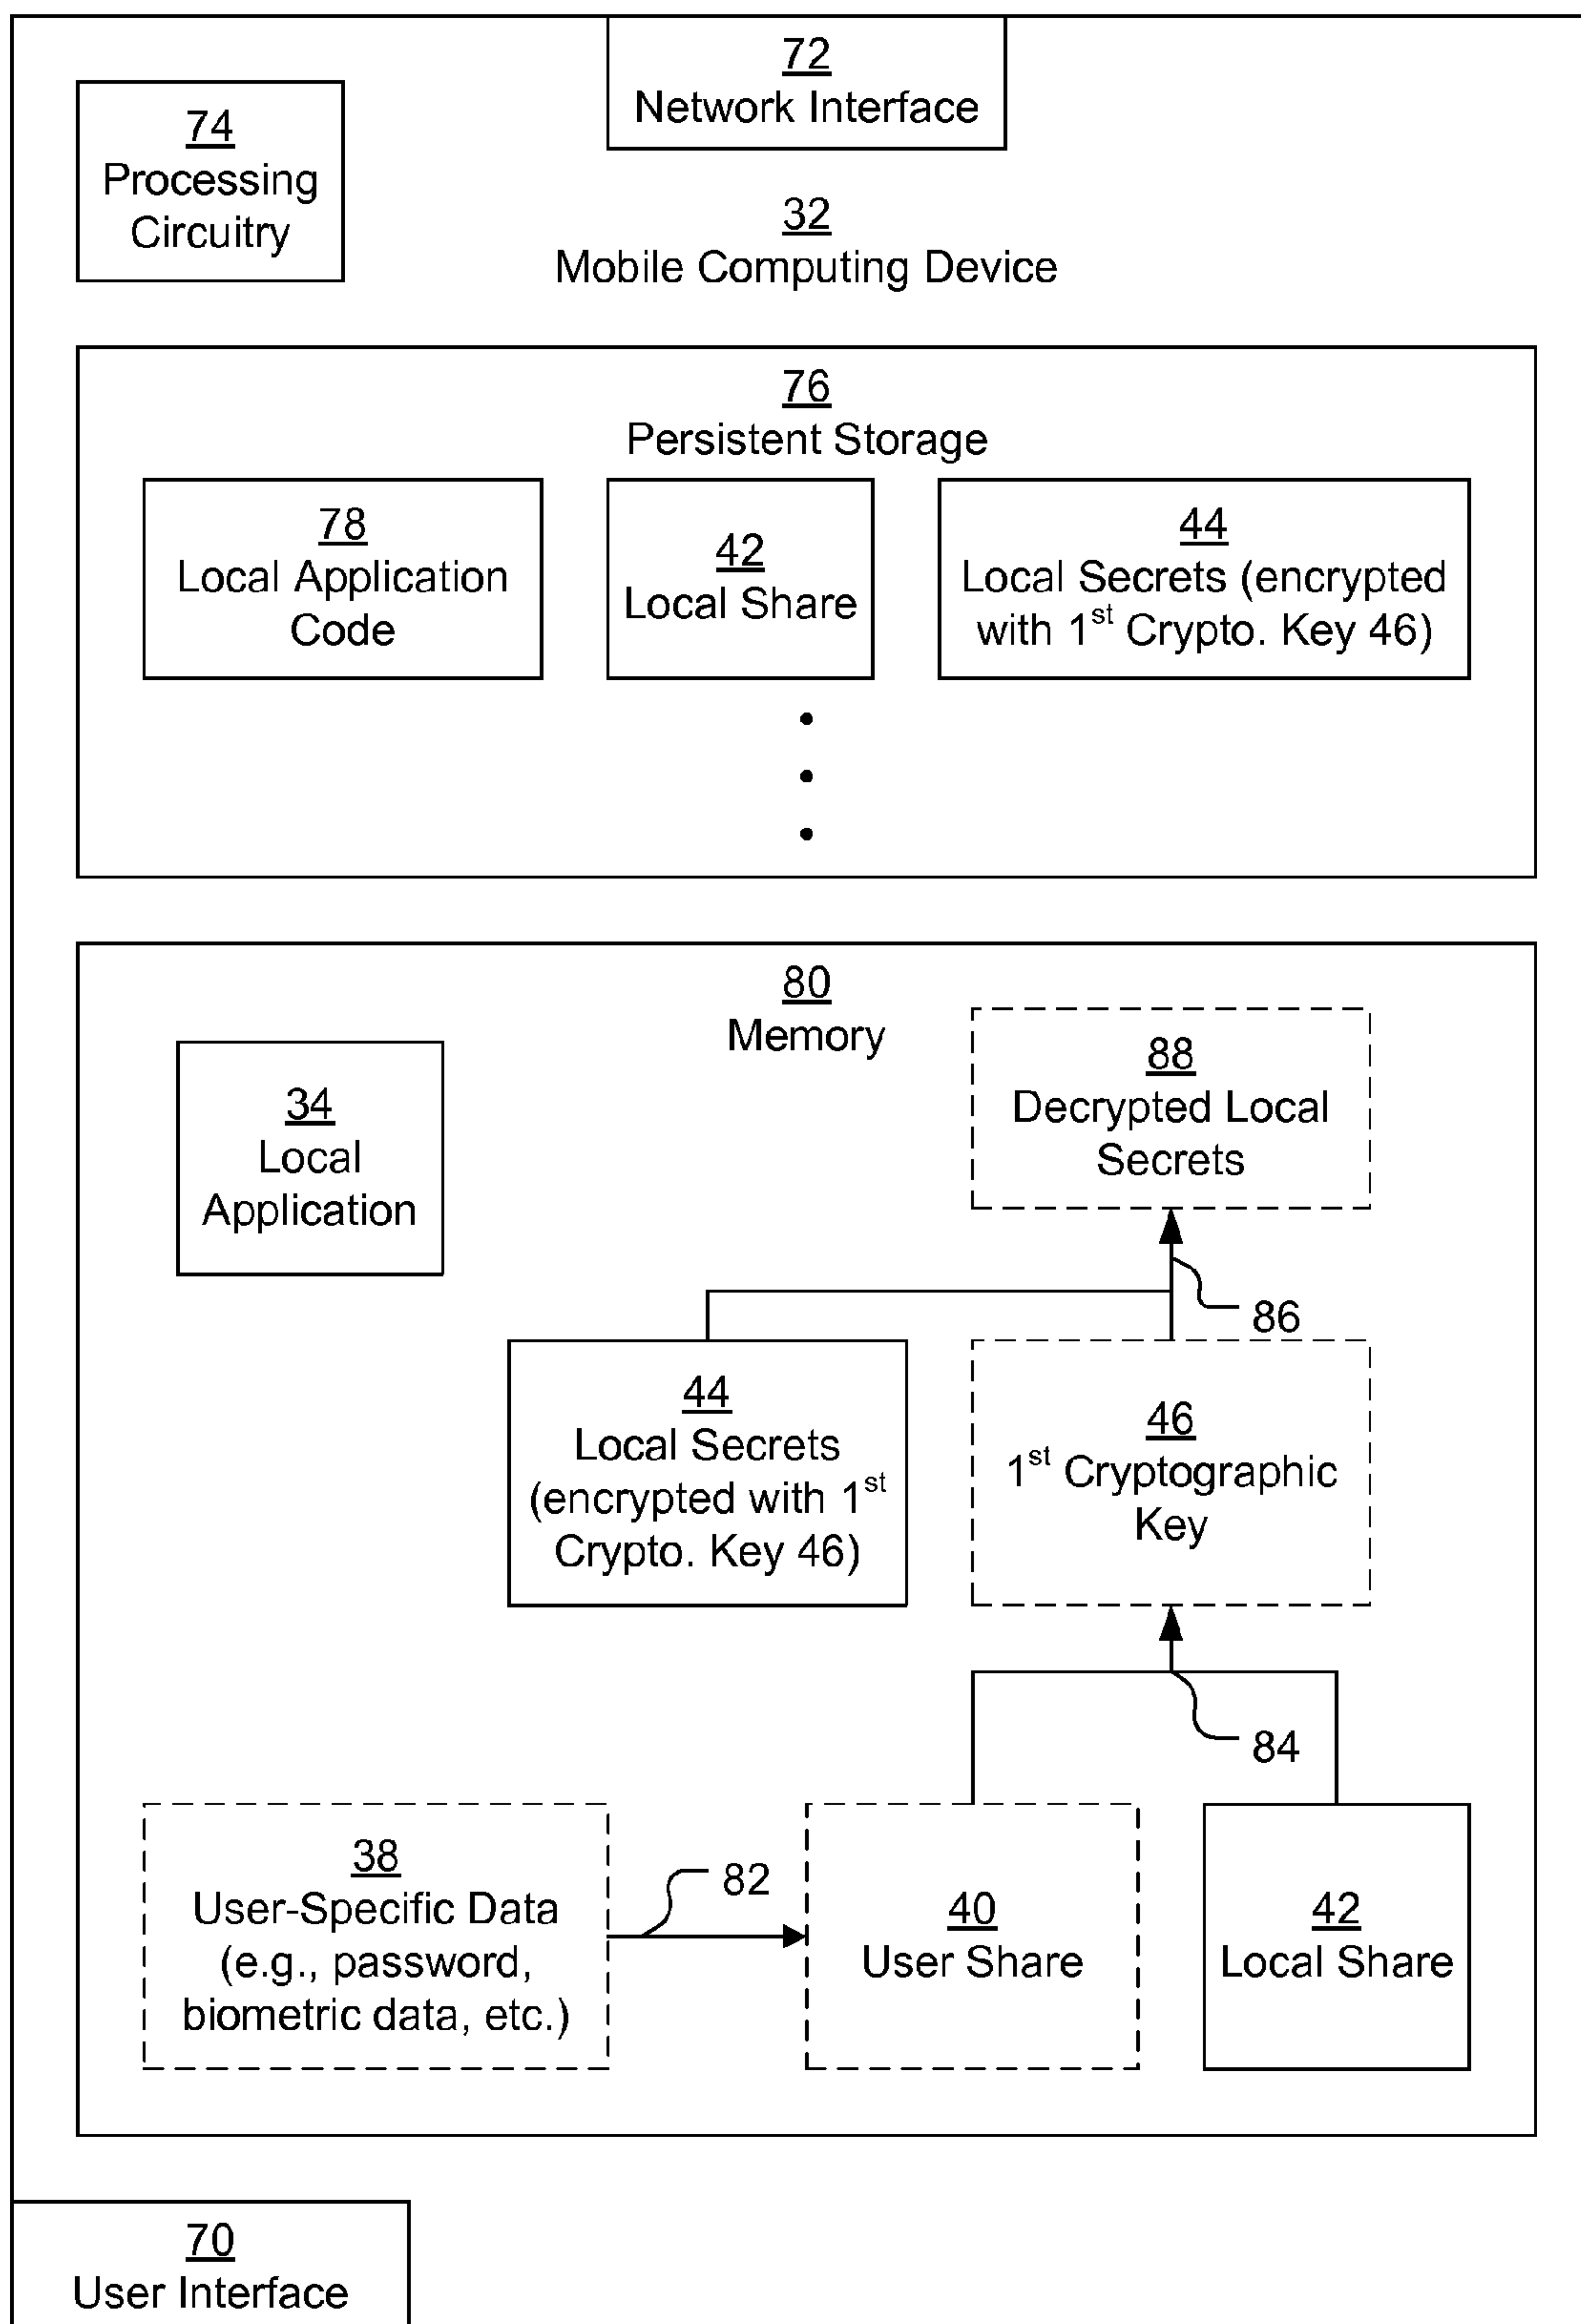 72
Network Interface
74
Processing
Circuitry
32
Mobile Computing Device
76
Persistent Storage
78
Local Application
Code
42
Local Share
44
Local Secrets (encrypted
with 1st Crypto. Key 46)
80
Memory
34
Local
Application
88
Decrypted Local
Secrets
86
44
Local Secrets
(encrypted with 1st
Crypto. Key 46)
46
1st Cryptographic
Key
84
38
User-Specific Data
(e.g., password,
biometric data, etc.)
82
40
User Share
42
Local Share
70
User Interface